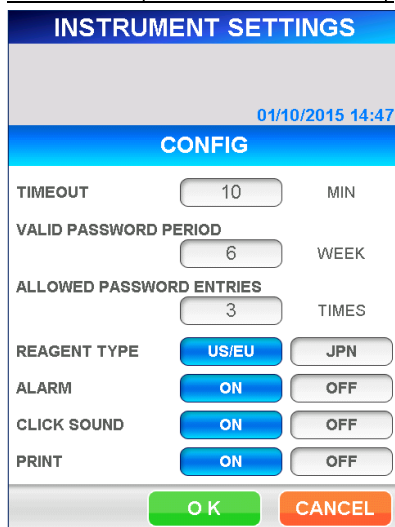 INSTRUMENT SETTINGS
01/10/2015 14:47
CONFIG
TIMEOUT 10 MIN
VALID PASSWORD PERIOD
6 WEEK
ALLOWED PASSWORD ENTRIES
3 TIMES
REAGENT TYPE US/EU JPN
ALARM ON OFF
CLICK SOUND ON OFF
PRINT ON OFF
O K CANCEL